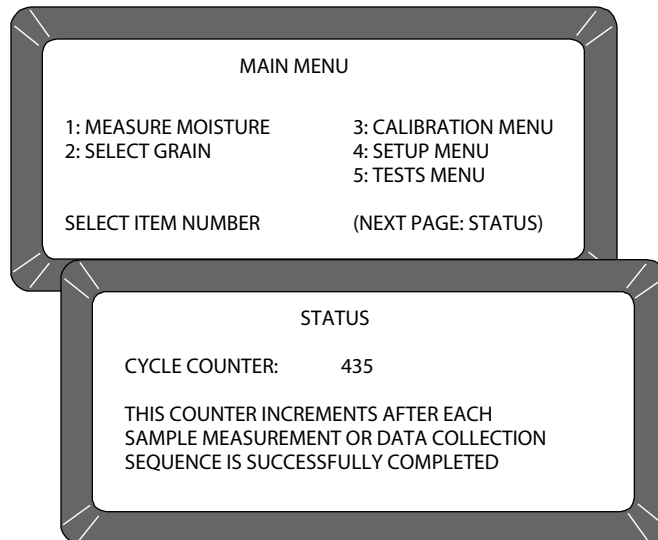 MAIN MENU
1: MEASURE MOISTURE 3: CALIBRATION MENU
2: SELECT GRAIN 4: SETUP MENU
5: TESTS MENU
SELECT ITEM NUMBER (NEXT PAGE: STATUS)
STATUS
CYCLE COUNTER: 435
THIS COUNTER INCREMENTS AFTER EACH
SAMPLE MEASUREMENT OR DATA COLLECTION
SEQUENCE IS SUCCESSFULLY COMPLETED